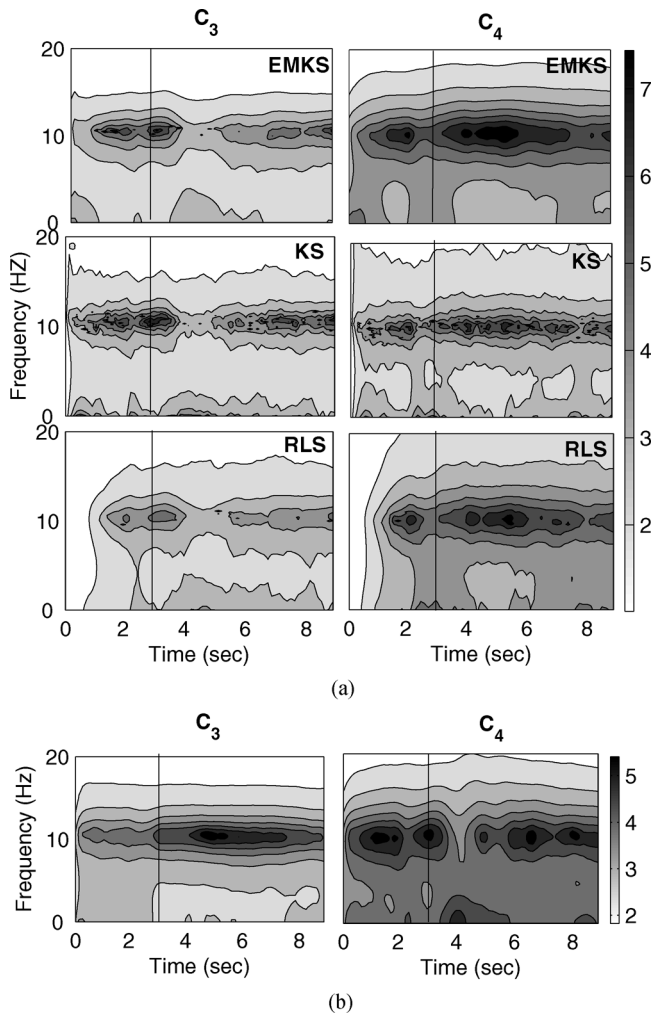 C3 C4
20 EMKS EMKS 7
10
6
0
20 KS KS
5
Frequency (HZ)
10
4
0
20 RLS RLS 3
10 2
0
0 2 4 6 8 0 2 4 6 8
Time (sec) Time (sec)
(a)
C3 C4
20
5
Frequency (Hz)
10 4
3
0 2
0 2 4 6 8 0 2 4 6 8
Time (sec) Time (sec)
(b)